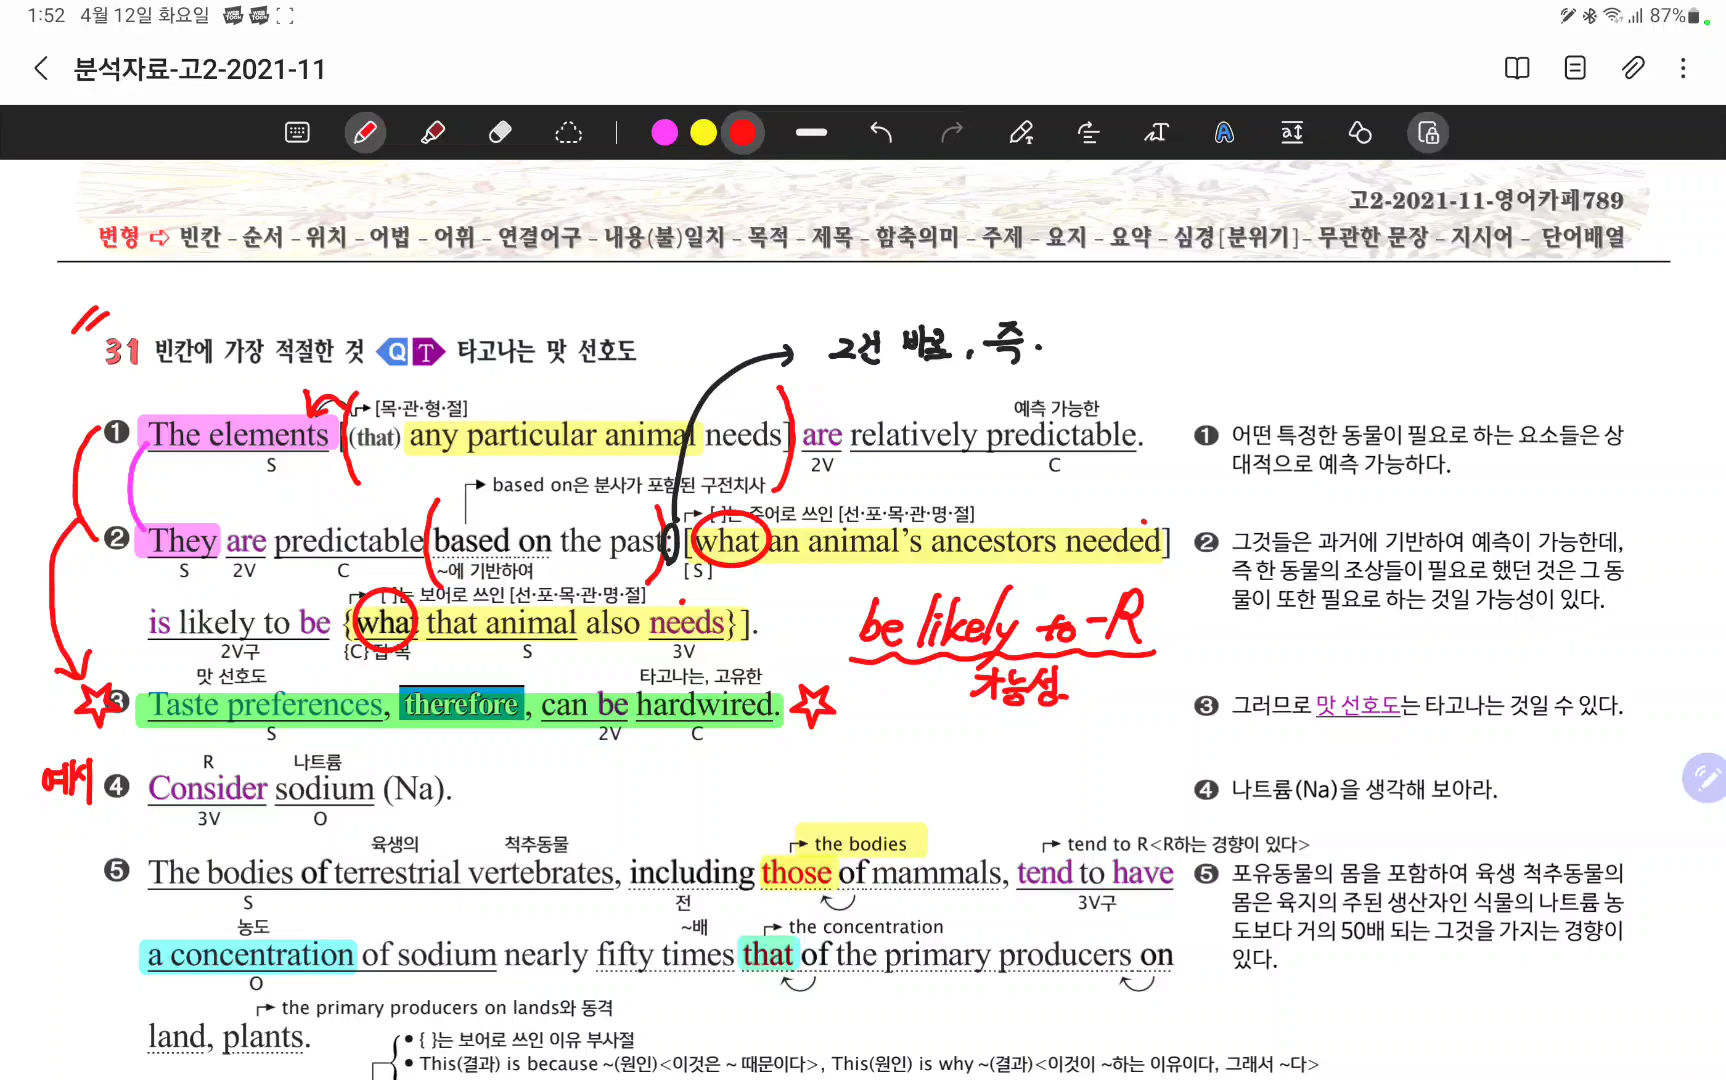 1:52 4월 12일 화요일 87%
분석자료-고2-2021-11
고2-2021-11-영어카페789
변형 ⇨ 빈칸 – 순서 – 위치 – 어법 – 어휘 – 연결어구 – 내용(불)일치 – 목적 – 제목 – 함축의미 – 주제 – 요지 – 요약 – 심경[분위기] – 무관한 문장 – 지시어 – 단어배열
31 빈칸에 가장 적절한 것 Q T 타고나는 맛 선호도
그건 바로, 즉.
[목·관·형·절] 예측 가능한
❶ The elements [(that) any particular animal needs] are relatively predictable.
S 2V C
❶ 어떤 특정한 동물이 필요로 하는 요소들은 상
대적으로 예측 가능하다.
based on은 분사가 포함된 구전치사
[ ]는 주어로 쓰인 [선·포·목·관·명·절]
❷ They are predictable based on the past: [what an animal's ancestors needed]
S 2V C ~에 기반하여 [S]
[ ]는 보어로 쓰인 [선·포·목·관·명·절]
is likely to be {what that animal also needs}].
2V구 {C} 접·목 S 3V
be likely to -R
가능성
❷ 그것들은 과거에 기반하여 예측이 가능한데,
즉 한 동물의 조상들이 필요로 했던 것은 그 동
물이 또한 필요로 하는 것일 가능성이 있다.
맛 선호도 타고나는, 고유한
❸ Taste preferences, therefore, can be hardwired.
S 2V C
❸ 그러므로 맛 선호도는 타고나는 것일 수 있다.
R 나트륨
예시 ❹ Consider sodium (Na).
3V O
❹ 나트륨(Na)을 생각해 보아라.
육생의 척추동물 the bodies tend to R<R하는 경향이 있다>
❺ The bodies of terrestrial vertebrates, including those of mammals, tend to have
S 전 3V구
농도 ~배 the concentration
a concentration of sodium nearly fifty times that of the primary producers on
O
the primary producers on lands와 동격
land, plants.
❺ 포유동물의 몸을 포함하여 육생 척추동물의
몸은 육지의 주된 생산자인 식물의 나트륨 농
도보다 거의 50배 되는 그것을 가지는 경향이
있다.
• { }는 보어로 쓰인 이유 부사절
• This(결과) is because ~(원인)<이것은 ~ 때문이다>, This(원인) is why ~(결과)<이것이 ~하는 이유이다, 그래서 ~다>